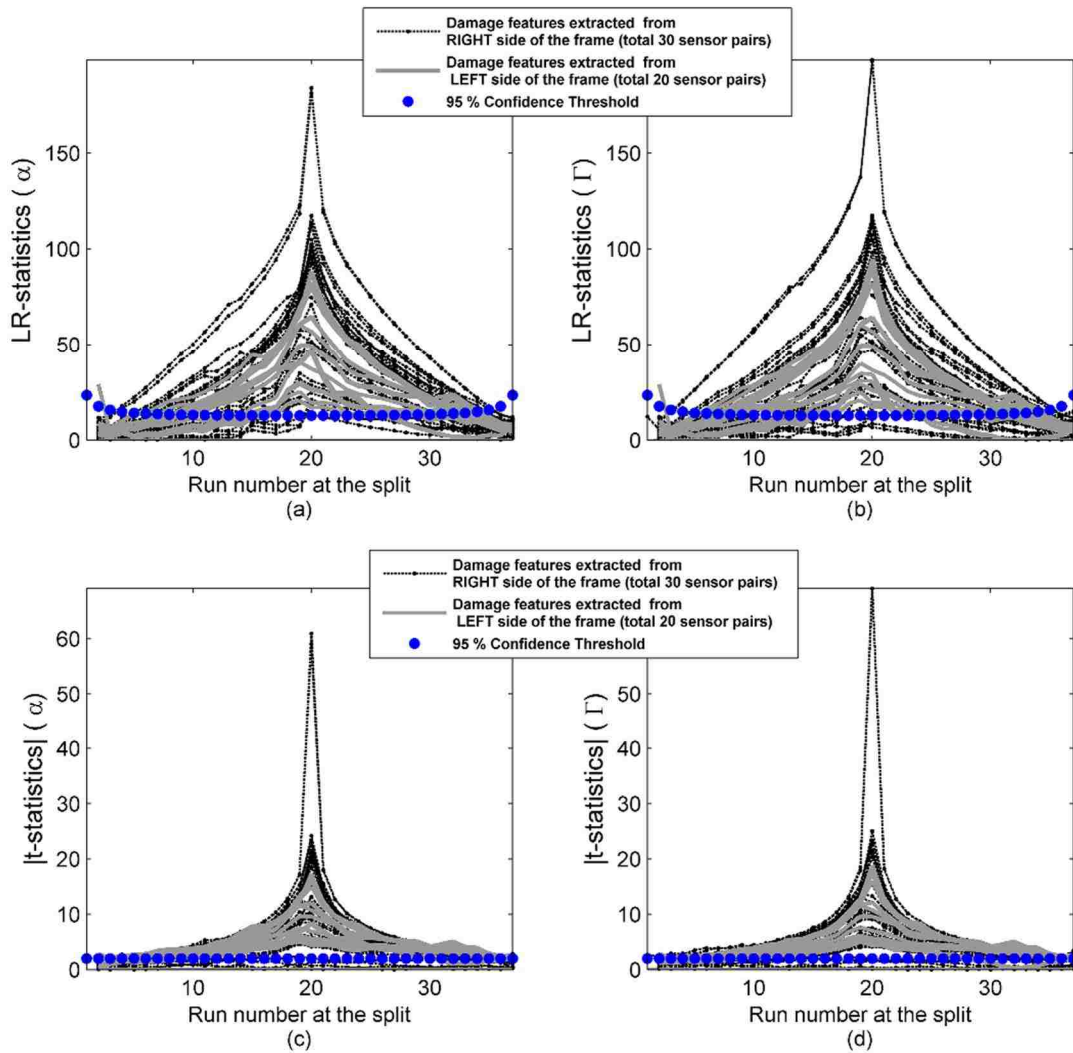 Damage features extracted from
RIGHT side of the frame (total 30 sensor pairs)
Damage features extracted from
LEFT side of the frame (total 20 sensor pairs)
95 % Confidence Threshold
LR-statistics ( α)
150
100
50
0
10
20
30
Run number at the split
(a)
LR-statistics ( Γ)
150
100
50
0
10
20
30
Run number at the split
(b)
Damage features extracted from
RIGHT side of the frame (total 30 sensor pairs)
Damage features extracted from
LEFT side of the frame (total 20 sensor pairs)
95 % Confidence Threshold
|t-statistics| ( α)
60
50
40
30
20
10
0
10
20
30
Run number at the split
(c)
|t-statistics| ( Γ)
60
50
40
30
20
10
0
10
20
30
Run number at the split
(d)